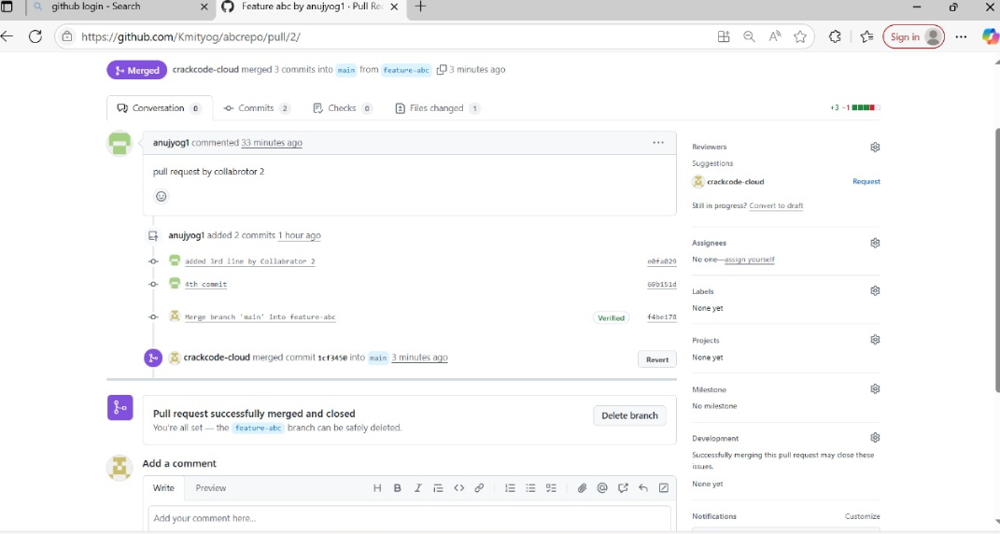 github login - Search
Feature abc by anujyog1 · Pull Re
https://github.com/Kmityog/abcrepo/pull/2/
Sign in
Merged
crackcode-cloud merged 3 commits into main from feature-abc 3 minutes ago
Conversation 0
Commits 2
Checks 0
Files changed 1
+3 −1
anujyog1 commented 33 minutes ago
pull request by collabrotor 2
anujyog1 added 2 commits 1 hour ago
added 3rd line by Collabrator 2
e0fa029
4th commit
60b151d
Merge branch 'main' into feature-abc
Verified
f4be178
crackcode-cloud merged commit 1cf3450 into main 3 minutes ago
Revert
Pull request successfully merged and closed
You're all set — the feature-abc branch can be safely deleted.
Delete branch
Add a comment
Write
Preview
H B I
Add your comment here...
Reviewers
Suggestions
crackcode-cloud
Request
Still in progress? Convert to draft
Assignees
No one—assign yourself
Labels
None yet
Projects
None yet
Milestone
No milestone
Development
Successfully merging this pull request may close these
issues.
None yet
Notifications
Customize